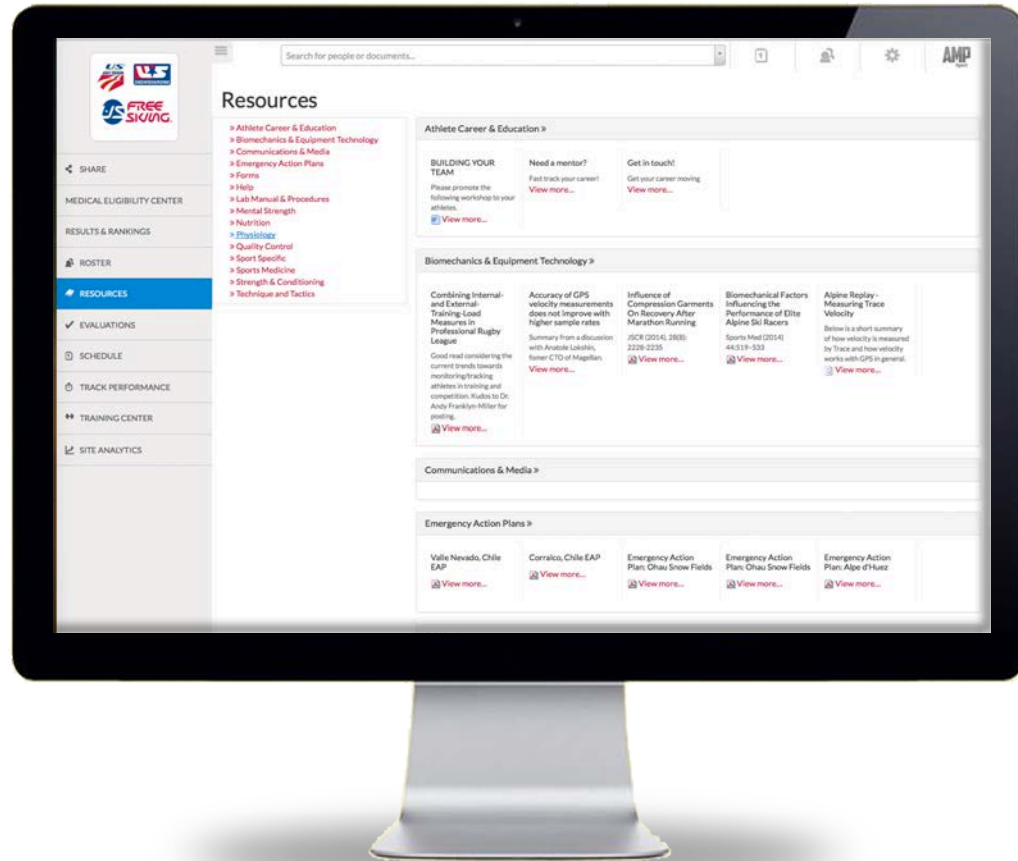 Search for people or documents...
AMP
US
FREE
SKIING.
Resources
SHARE
MEDICAL ELIGIBILITY CENTER
RESULTS & RANKINGS
ROSTER
RESOURCES
EVALUATIONS
SCHEDULE
TRACK PERFORMANCE
TRAINING CENTER
SITE ANALYTICS
» Athlete Career & Education
» Biomechanics & Equipment Technology
» Communications & Media
» Emergency Action Plans
» Forms
» Help
» Lab Manual & Procedures
» Mental Strength
» Nutrition
» Physiology
» Quality Control
» Sport Specific
» Sports Medicine
» Strength & Conditioning
» Technique and Tactics
Athlete Career & Education »
BUILDING YOUR
TEAM
Please promote the
following workshop to your
athletes.
View more...
Need a mentor?
Fast track your career!
View more...
Get in touch!
Get your career moving
View more...
Biomechanics & Equipment Technology »
Combining Internal-
and External-
Training-Load
Measures in
Professional Rugby
League
Good read considering the
current trends towards
monitoring/tracking
athletes in training and
competition. Kudos to Dr.
Andy Franklyn-Miller for
posting.
View more...
Accuracy of GPS
velocity measurements
does not improve with
higher sample rates
Summary from a discussion
with Anatole Lokshin,
fomer CTO of Magellan.
View more...
Influence of
Compression Garments
On Recovery After
Marathon Running
JSCR (2014), 28(8):
2228-2235
View more...
Biomechanical Factors
Influencing the
Performance of Elite
Alpine Ski Racers
Sports Med (2014)
44:519–533
View more...
Alpine Replay -
Measuring Trace
Velocity
Below is a short summary
of how velocity is measured
by Trace and how velocity
works with GPS in general.
View more...
Communications & Media »
Emergency Action Plans »
Valle Nevado, Chile
EAP
View more...
Corralco, Chile EAP
View more...
Emergency Action
Plan: Ohau Snow Fields
View more...
Emergency Action
Plan: Ohau Snow Fields
View more...
Emergency Action
Plan: Alpe d'Huez
View more...